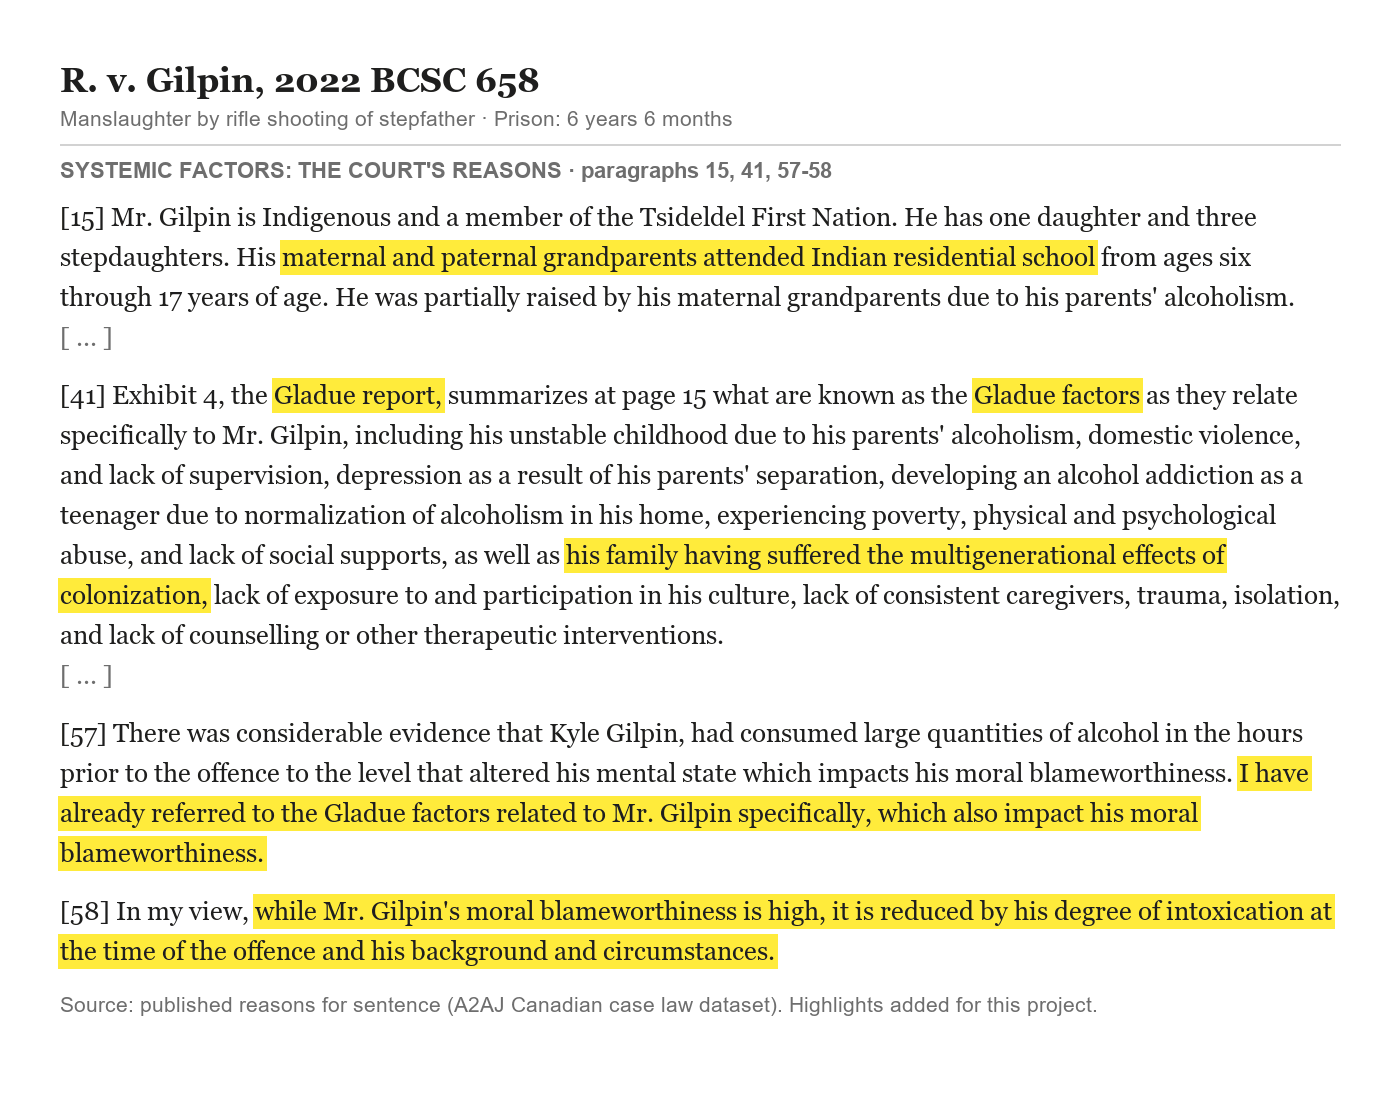 R. v. Gilpin, 2022 BCSC 658
Manslaughter by rifle shooting of stepfather · Prison: 6 years 6 months
SYSTEMIC FACTORS: THE COURT'S REASONS · paragraphs 15, 41, 57-58
[15] Mr. Gilpin is Indigenous and a member of the Tsideldel First Nation. He has one daughter and three
stepdaughters. His maternal and paternal grandparents attended Indian residential school from ages six
through 17 years of age. He was partially raised by his maternal grandparents due to his parents' alcoholism.
[ ... ]
[41] Exhibit 4, the Gladue report, summarizes at page 15 what are known as the Gladue factors as they relate
specifically to Mr. Gilpin, including his unstable childhood due to his parents' alcoholism, domestic violence,
and lack of supervision, depression as a result of his parents' separation, developing an alcohol addiction as a
teenager due to normalization of alcoholism in his home, experiencing poverty, physical and psychological
abuse, and lack of social supports, as well as his family having suffered the multigenerational effects of
colonization, lack of exposure to and participation in his culture, lack of consistent caregivers, trauma, isolation,
and lack of counselling or other therapeutic interventions.
[ ... ]
[57] There was considerable evidence that Kyle Gilpin, had consumed large quantities of alcohol in the hours
prior to the offence to the level that altered his mental state which impacts his moral blameworthiness. I have
already referred to the Gladue factors related to Mr. Gilpin specifically, which also impact his moral
blameworthiness.
[58] In my view, while Mr. Gilpin's moral blameworthiness is high, it is reduced by his degree of intoxication at
the time of the offence and his background and circumstances.
Source: published reasons for sentence (A2AJ Canadian case law dataset). Highlights added for this project.